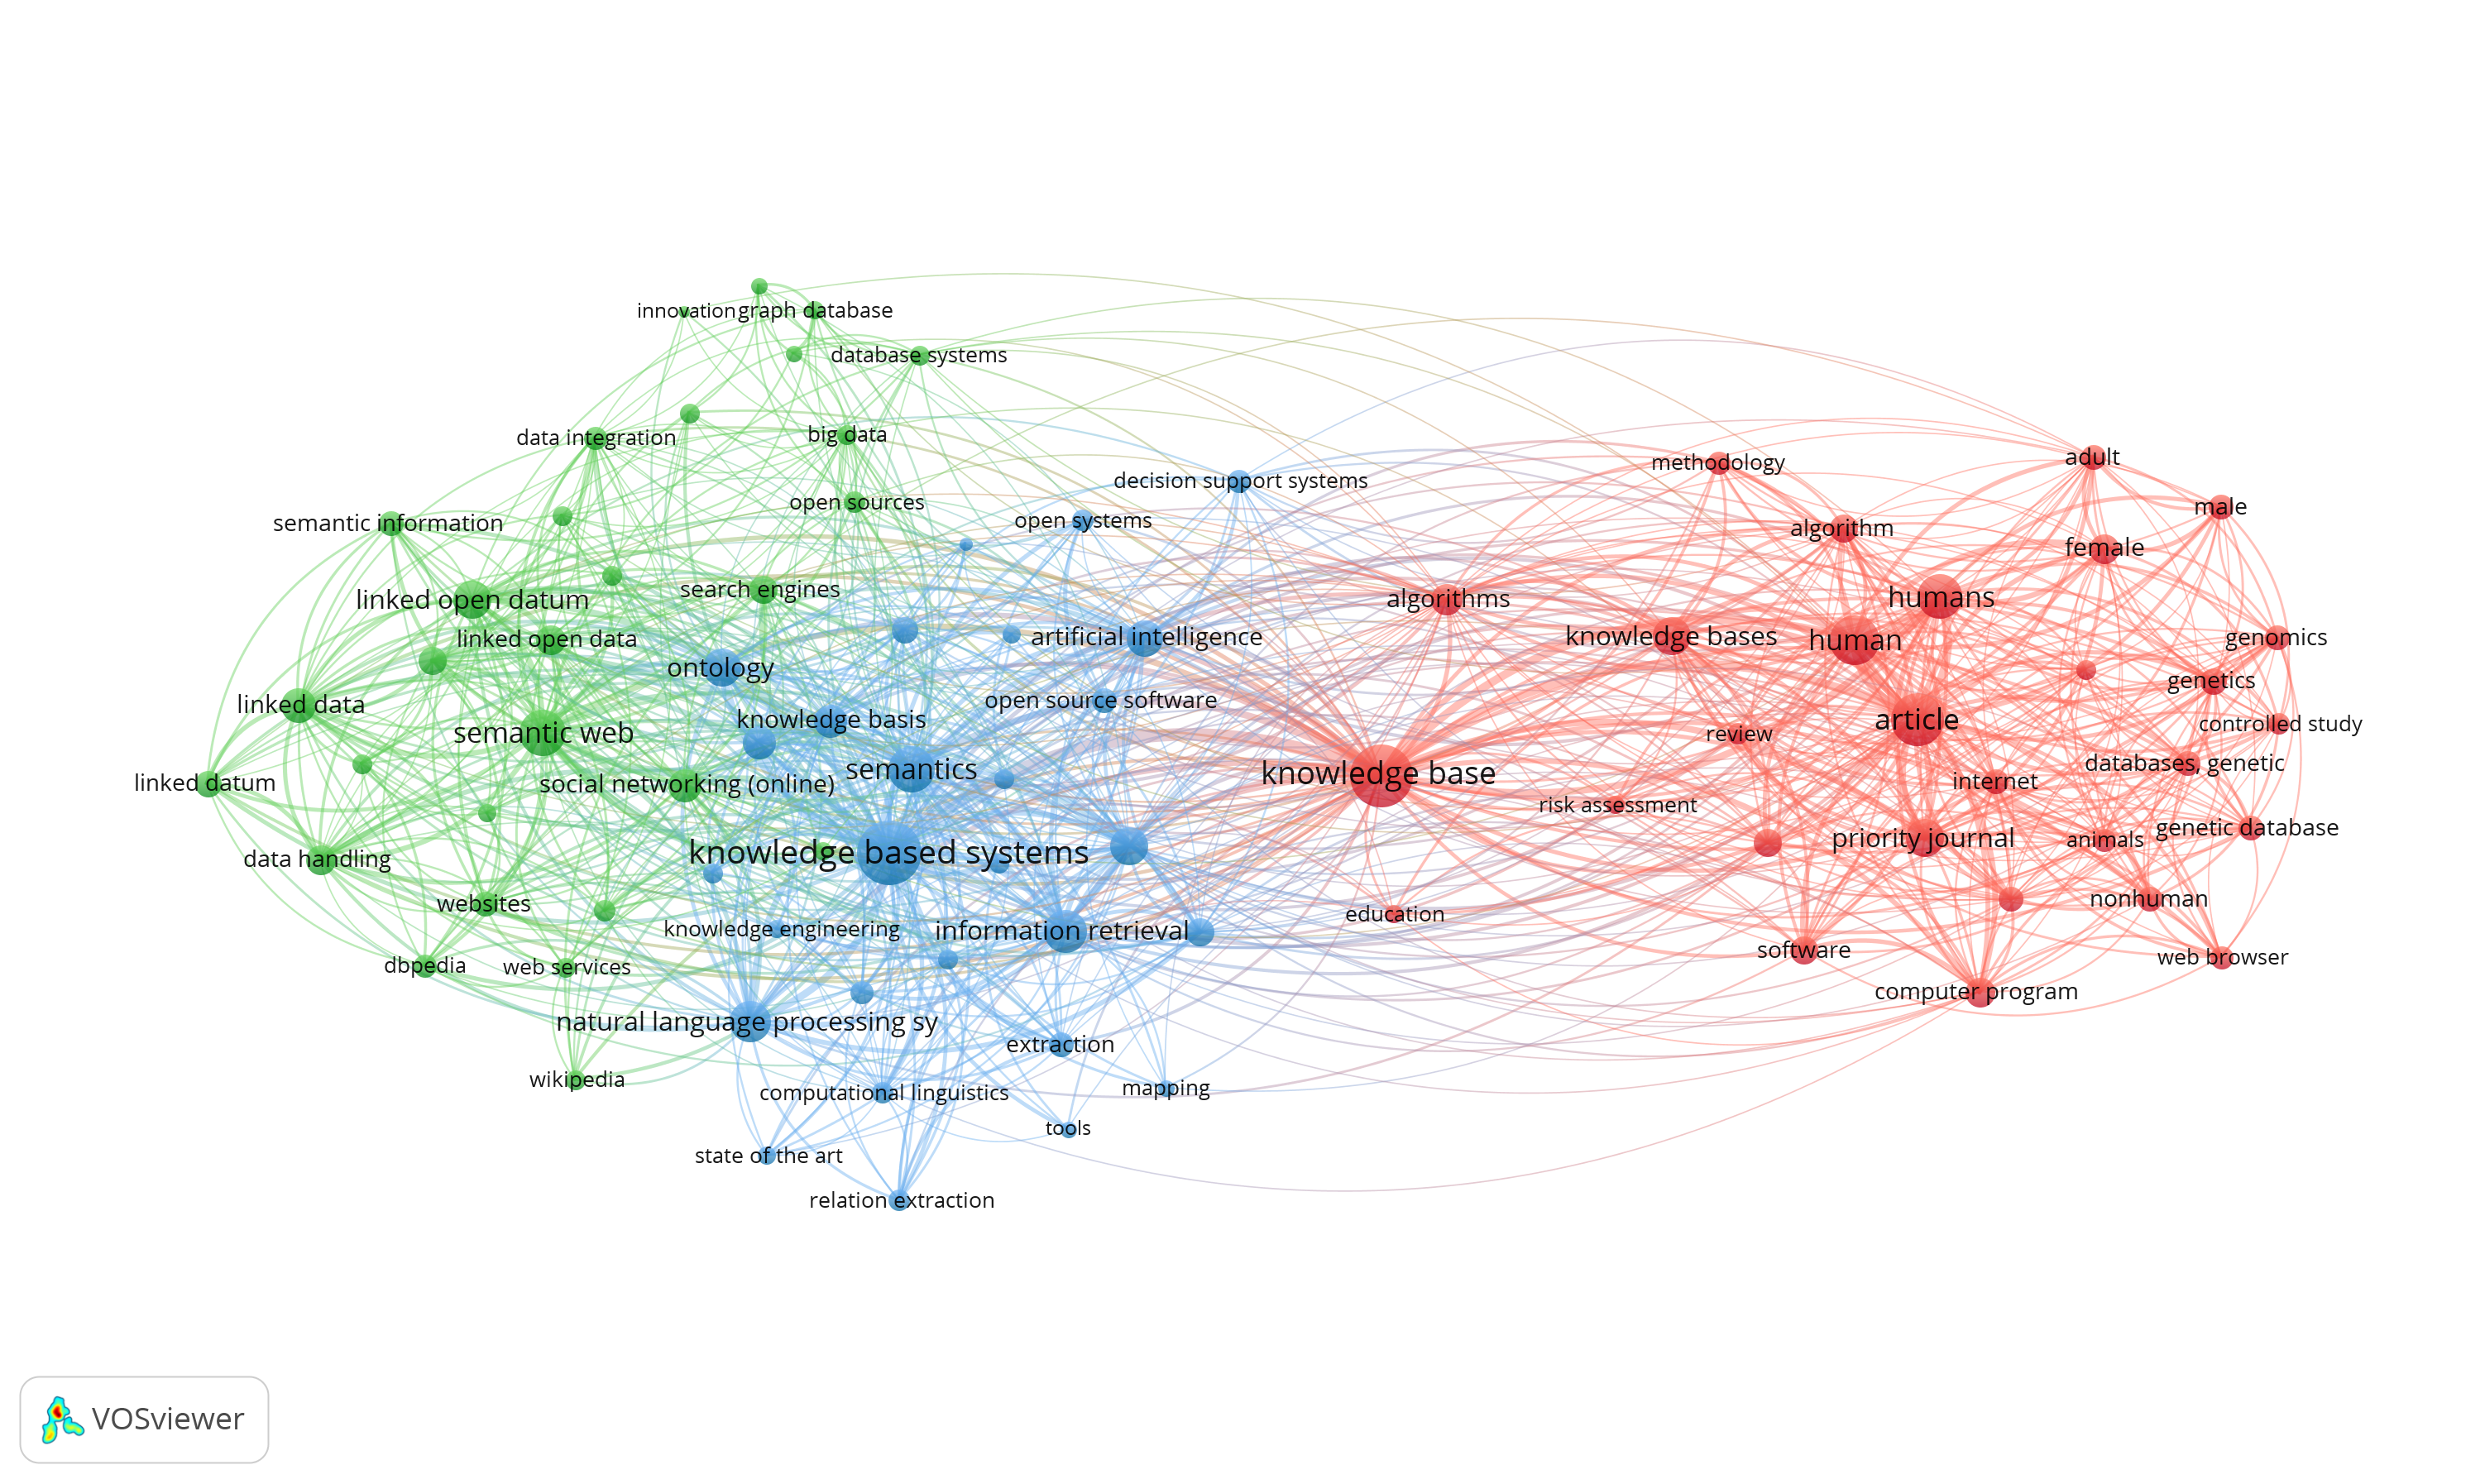 innovation
graph database
database systems
data integration
big data
methodology
adult
decision support systems
open sources
male
semantic information
open systems
algorithm
female
search engines
linked open datum
algorithms
humans
linked open data
artificial intelligence
knowledge bases
human
genomics
ontology
genetics
linked data
open source software
knowledge basis
article
controlled study
semantic web
review
semantics
knowledge base
databases, genetic
linked datum
social networking (online)
internet
risk assessment
genetic database
priority journal
animals
knowledge based systems
data handling
nonhuman
websites
education
knowledge engineering
information retrieval
software
web browser
dbpedia
web services
computer program
natural language processing sy
extraction
wikipedia
mapping
computational linguistics
tools
state of the art
relation extraction
VOSviewer